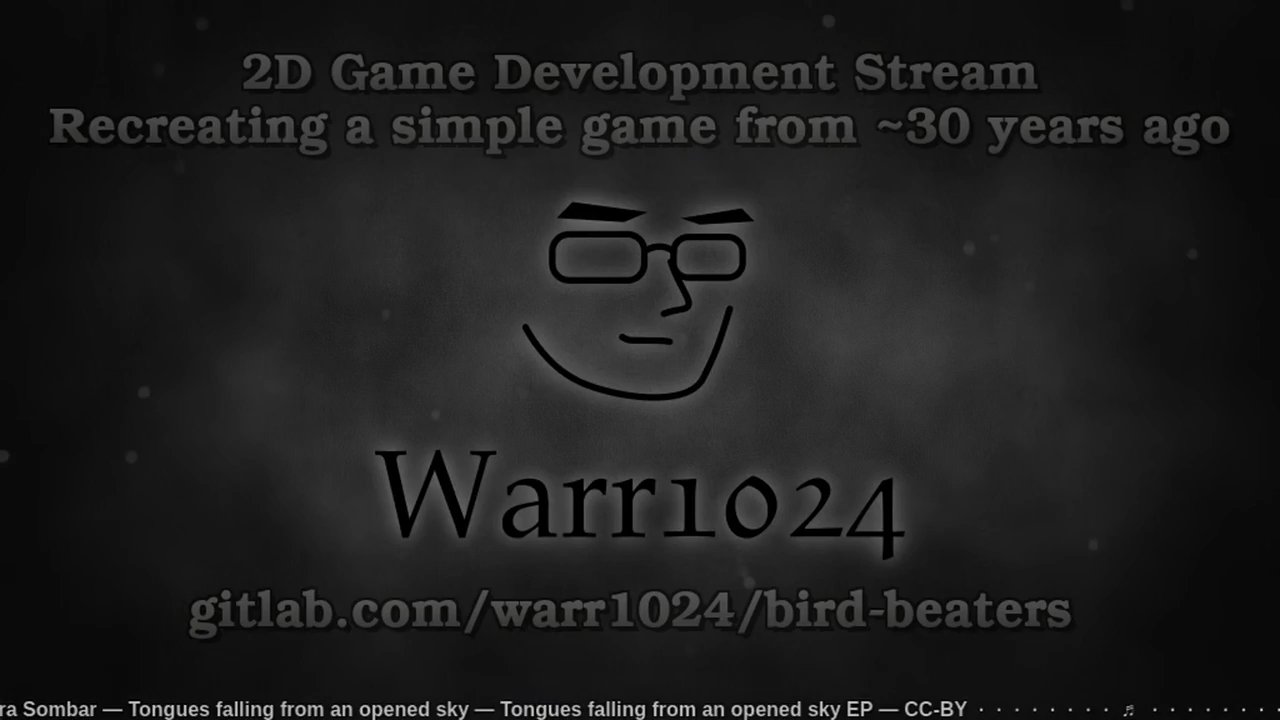 2D Game Development Stream
Recreating a simple game from ~30 years ago
Warr1024
gitlab.com/warr1024/bird-beaters
ra Sombar — Tongues falling from an opened sky — Tongues falling from an opened sky EP — CC-BY · · · · · · · · ♬ · · · · · · · ·